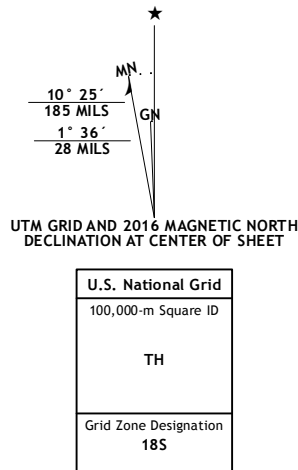 MN
10° 25´
185 MILS
GN
1° 36´
28 MILS
UTM GRID AND 2016 MAGNETIC NORTH
DECLINATION AT CENTER OF SHEET
U.S. National Grid
100,000-m Square ID
TH
Grid Zone Designation
18S